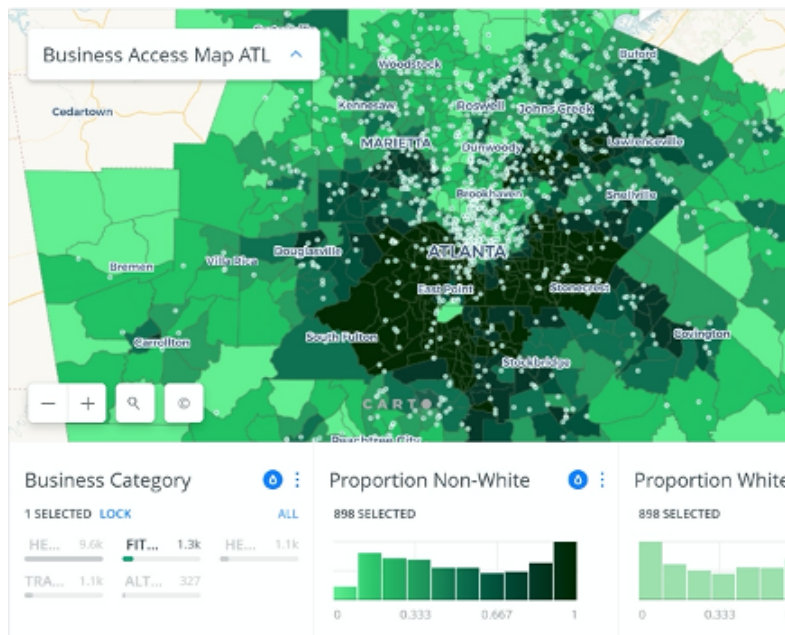 Business Access Map ATL
Buford
Woodstock
Cedartown
Kennesaw
Roswell
Johns Creek
MARIETTA
Dunwoody
Lawrenceville
Brookhaven
Snellville
ATLANTA
Douglasville
Villa Rica
Bremen
East Point
Stonecrest
South Fulton
Covington
Carrollton
Stockbridge
CARTO
Peachtree City
Business Category
1 SELECTED LOCK ALL
HE... 9.6k FIT... 1.3k HE... 1.1k
TRA... 1.1k ALT... 327
Proportion Non-White
898 SELECTED
0 0.333 0.667 1
Proportion White
898 SELECTED
0 0.333